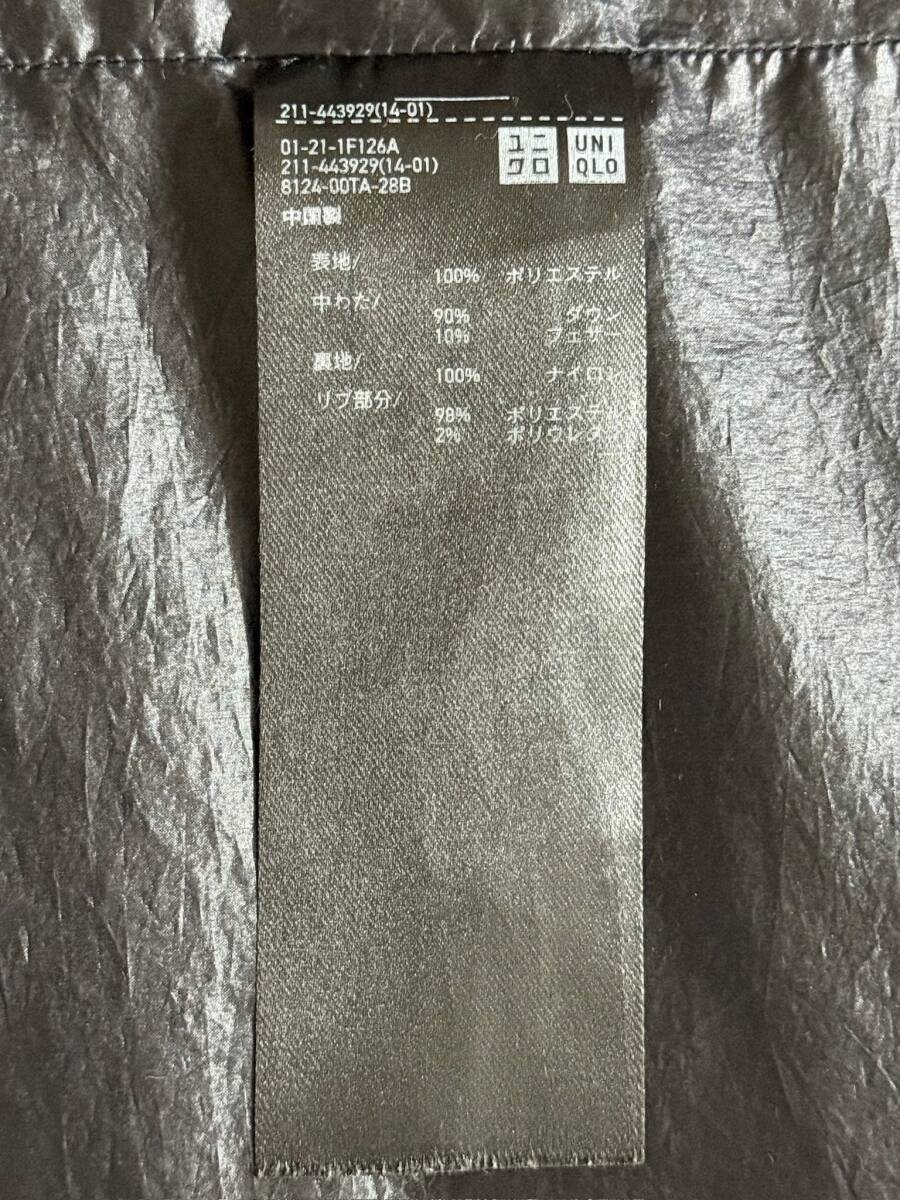 211-443929(14-01)
01-21-1F126A
211-443929(14-01)
8124-00TA-28B
ユニ
クロ
UNI
QLO
中国製
表地/
100% ポリエステル
中わた/
90% ダウン
10% フェザー
裏地/
100% ナイロン
リブ部分/
98% ポリエステル
2% ポリウレタン